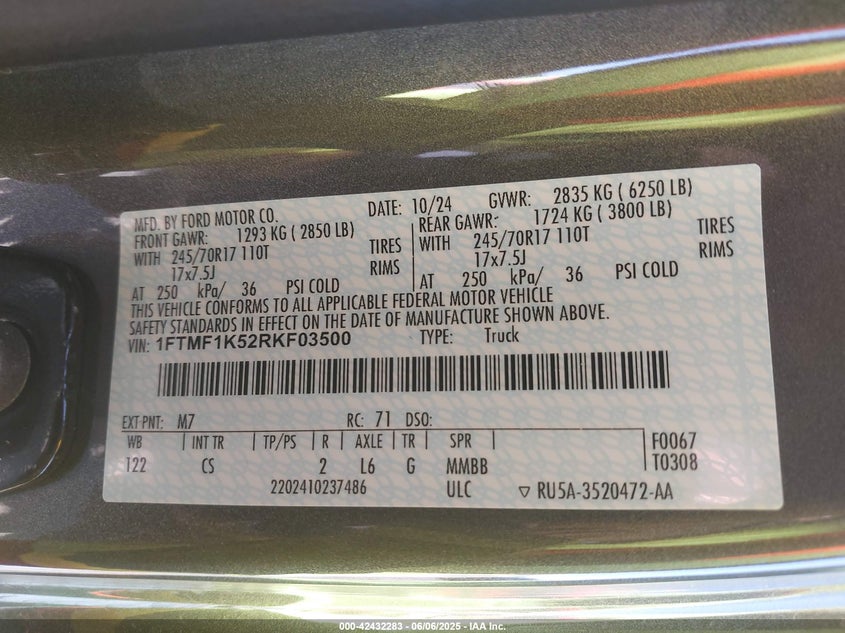 MFD. BY FORD MOTOR CO. DATE: 10/24 GVWR: 2835 KG ( 6250 LB)
FRONT GAWR: 1293 KG ( 2850 LB) REAR GAWR: 1724 KG ( 3800 LB)
WITH 245/70R17 110T TIRES WITH 245/70R17 110T TIRES
17x7.5J RIMS 17x7.5J RIMS
AT 250 kPa/ 36 PSI COLD AT 250 kPa/ 36 PSI COLD
THIS VEHICLE CONFORMS TO ALL APPLICABLE FEDERAL MOTOR VEHICLE
SAFETY STANDARDS IN EFFECT ON THE DATE OF MANUFACTURE SHOWN ABOVE.
VIN: 1FTMF1K52RKF03500 TYPE: Truck
EXT PNT: M7 RC: 71 DSO:
WB INT TR TP/PS R AXLE TR SPR F0067
122 CS 2 L6 G MMBB T0308
2202410237486 ULC ▽ RU5A-3520472-AA
000-42432283 - 06/06/2025 - IAA Inc.